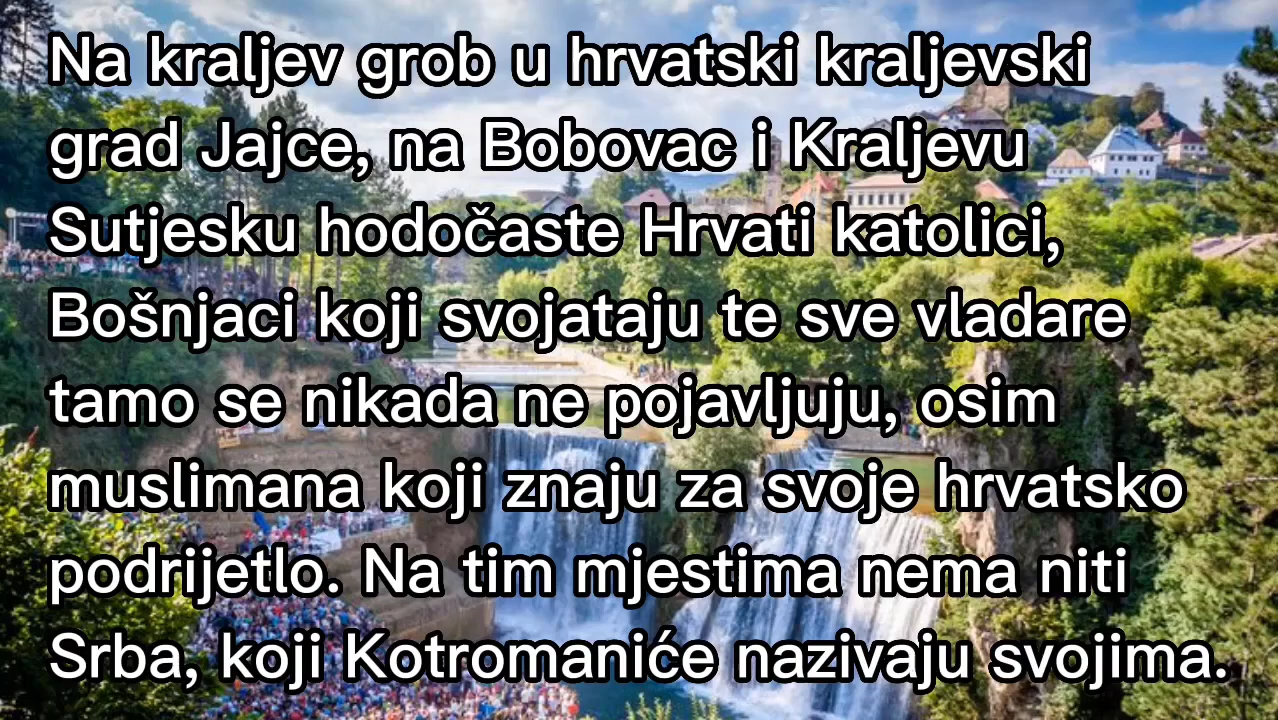 Na kraljev grob u hrvatski kraljevski
grad Jajce, na Bobovac i Kraljevu
Sutjesku hodočaste Hrvati katolici,
Bošnjaci koji svojataju te sve vladare
tamo se nikada ne pojavljuju, osim
muslimana koji znaju za svoje hrvatsko
podrijetlo. Na tim mjestima nema niti
Srba, koji Kotromaniće nazivaju svojima.